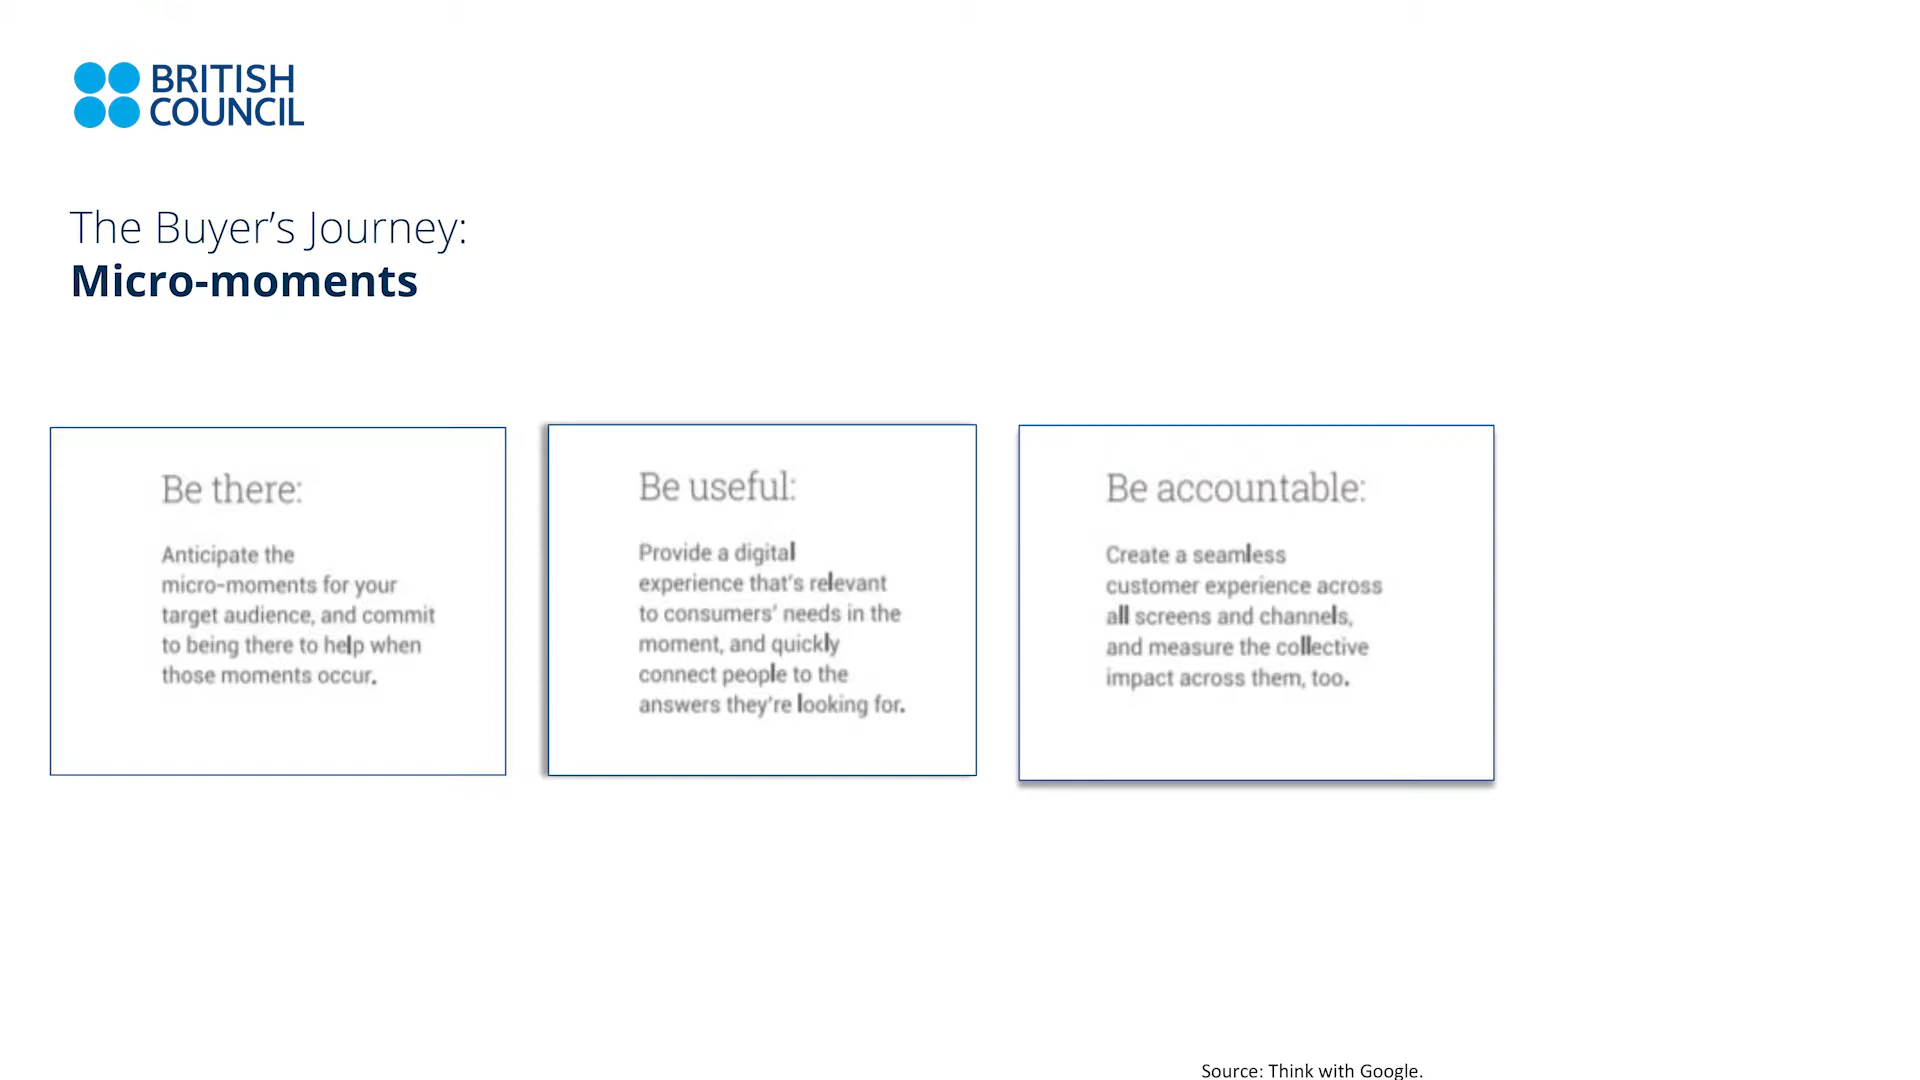 BRITISH
COUNCIL
The Buyer’s Journey:
Micro-moments
Be there:
Anticipate the
micro-moments for your
target audience, and commit
to being there to help when
those moments occur.
Be useful:
Provide a digital
experience that's relevant
to consumers' needs in the
moment, and quickly
connect people to the
answers they're looking for.
Be accountable:
Create a seamless
customer experience across
all screens and channels,
and measure the collective
impact across them, too.
Source: Think with Google.